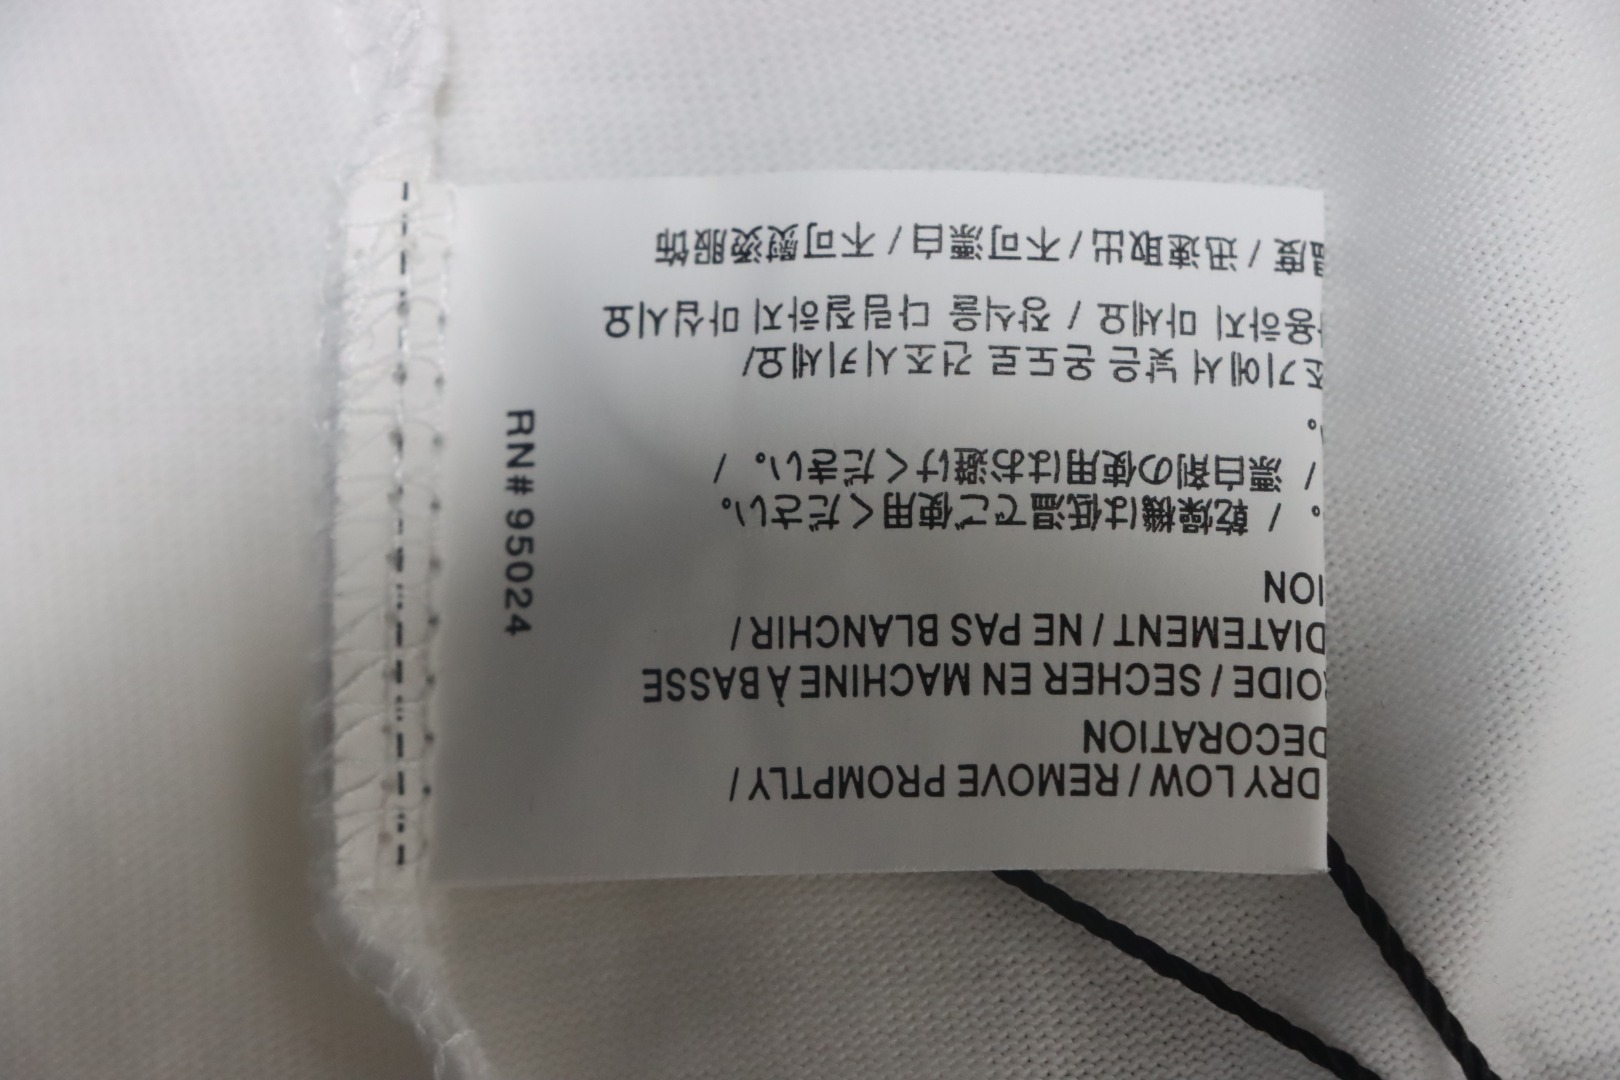 DRY LOW / REMOVE PROMPTLY /
DECORATION
OIDE / SECHER EN MACHINE À BASSE
DIATEMENT / NE PAS BLANCHIR /
ION
。 / 乾燥機は低温でご使用ください。
/ 漂白剤の使用はお避けください。 /
。
조기에서 낮은 온도로 건조시키세요/
용하지 마세요 / 장식을 다림질하지 마십시오
温度 / 迅速取出 / 不可漂白 / 不可熨燙服飾
RN# 95024